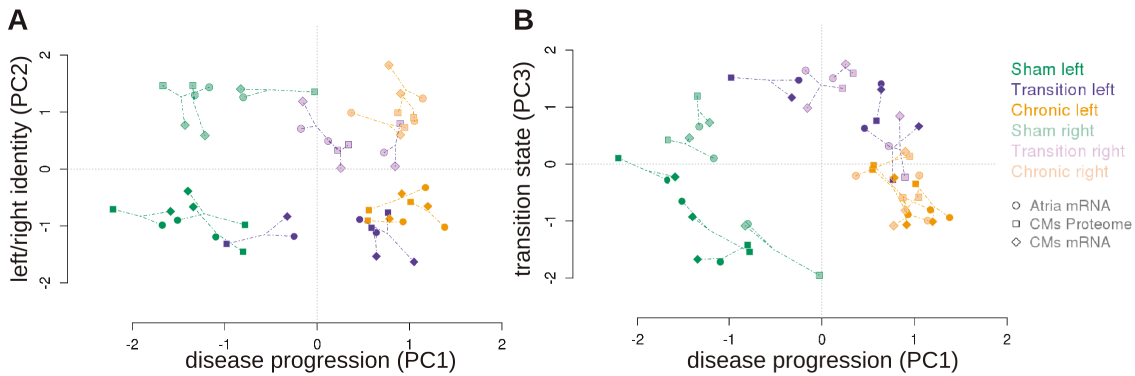 A
B
left/right identity (PC2)
2
1
0
-1
-2
-2
-1
0
1
2
disease progression (PC1)
transition state (PC3)
2
1
0
-1
-2
-2
-1
0
1
2
disease progression (PC1)
Sham left
Transition left
Chronic left
Sham right
Transition right
Chronic right
Atria mRNA
CMs Proteome
CMs mRNA